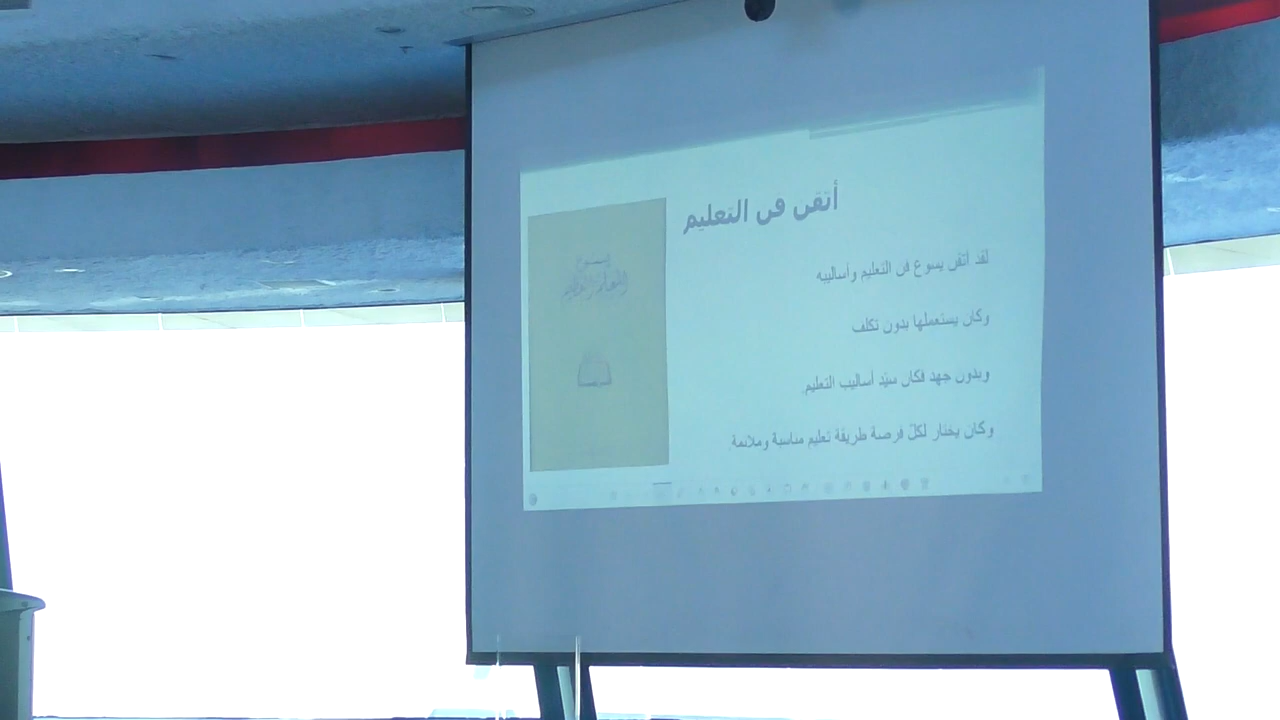 أتقن فن التعليم
لقد أتقن يسوع فن التعليم وأساليبه
وكان يستعملها بدون تكلف
وبدون جهد فكان سيّد أساليب التعليم.
وكان يختار لكلّ فرصة طريقة تعليم مناسبة وملائمة
يسوع